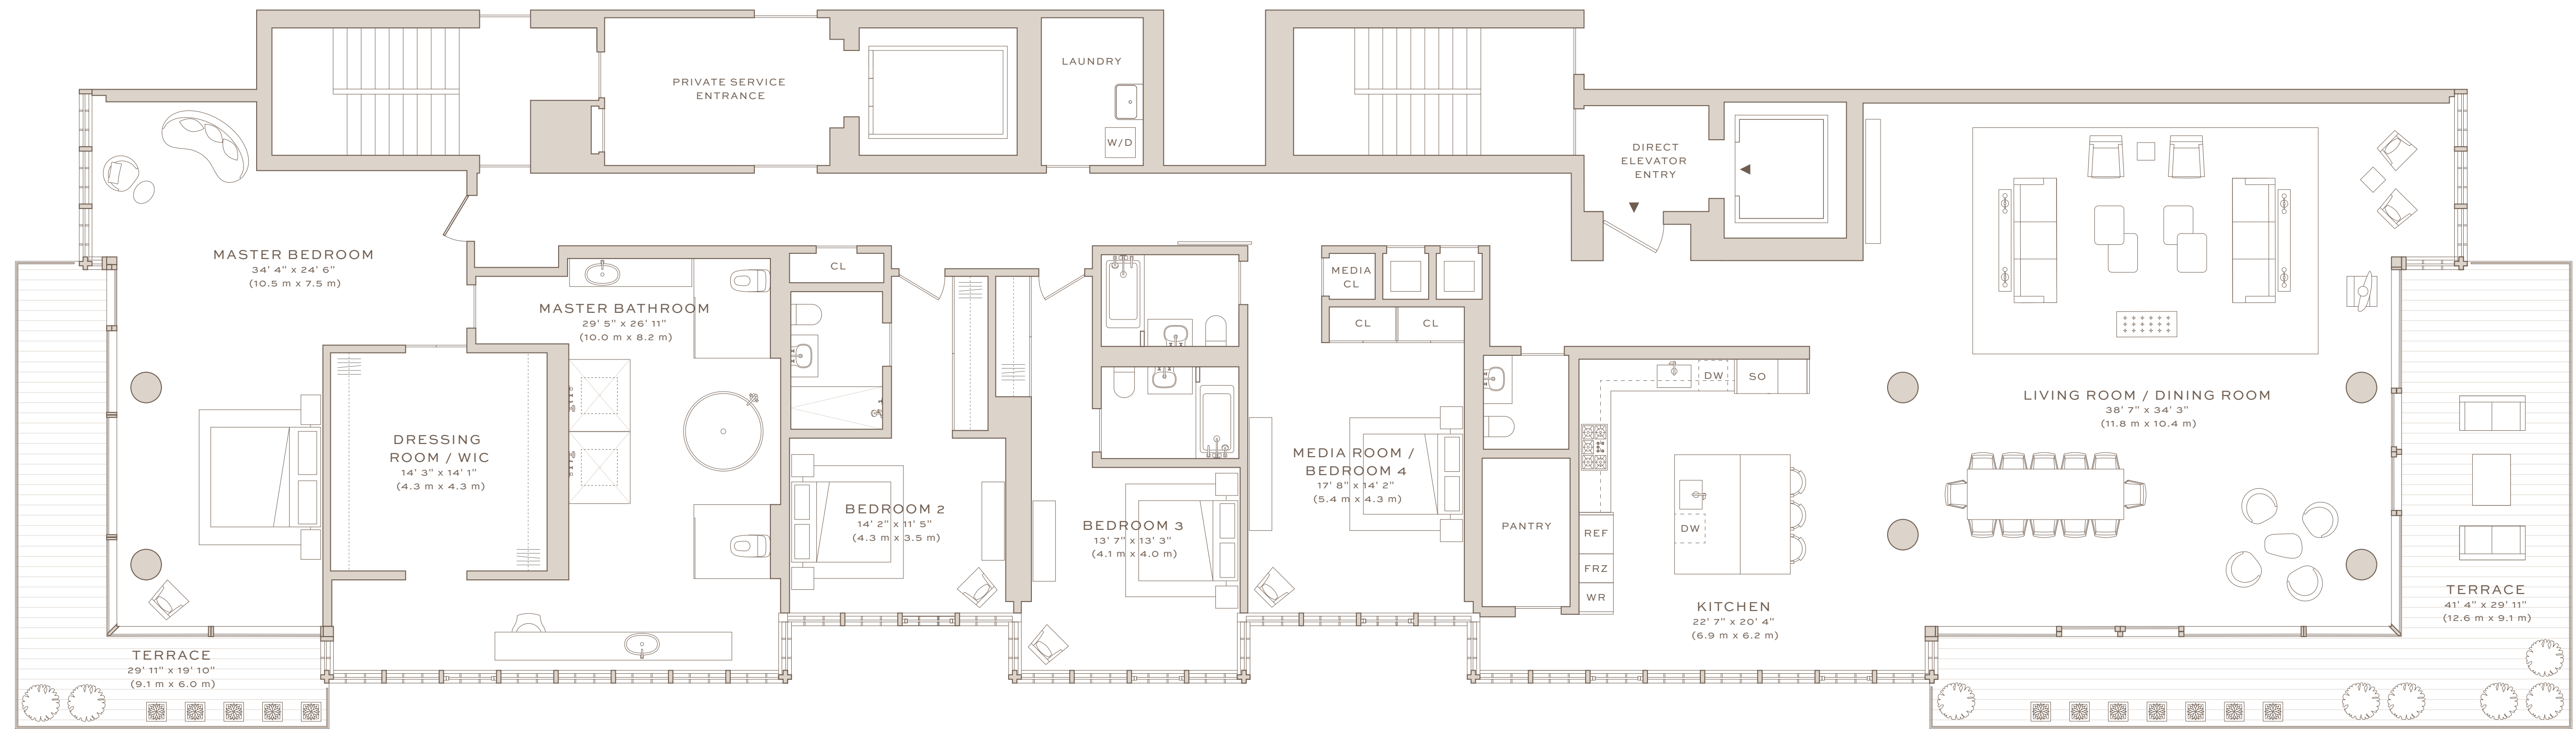 PRIVATE SERVICE
ENTRANCE
LAUNDRY
W/D
DIRECT
ELEVATOR
ENTRY
MASTER BEDROOM
34' 4" x 24' 6"
(10.5 m x 7.5 m)
CL
MEDIA
CL
MASTER BATHROOM
29' 5" x 26' 11"
(10.0 m x 8.2 m)
CL
CL
DW
SO
LIVING ROOM / DINING ROOM
38' 7" x 34' 3"
(11.8 m x 10.4 m)
DRESSING
ROOM / WIC
14' 3" x 14' 1"
(4.3 m x 4.3 m)
MEDIA ROOM /
BEDROOM 4
17' 8" x 14' 2"
(5.4 m x 4.3 m)
BEDROOM 2
14' 2" x 11' 5"
(4.3 m x 3.5 m)
BEDROOM 3
13' 7" x 13' 3"
(4.1 m x 4.0 m)
PANTRY
REF
FRZ
WR
DW
KITCHEN
22' 7" x 20' 4"
(6.9 m x 6.2 m)
TERRACE
41' 4" x 29' 11"
(12.6 m x 9.1 m)
TERRACE
29' 11" x 19' 10"
(9.1 m x 6.0 m)